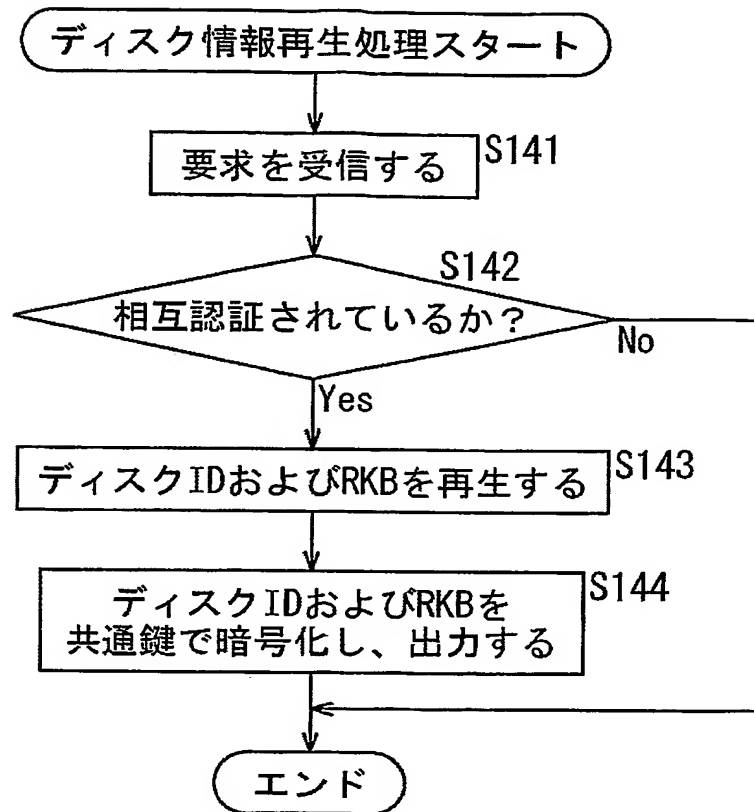 ディスク情報再生処理スタート
要求を受信する
S141
相互認証されているか？
S142
No
Yes
ディスクIDおよびRKBを再生する
S143
ディスクIDおよびRKBを
共通鍵で暗号化し、出力する
S144
エンド